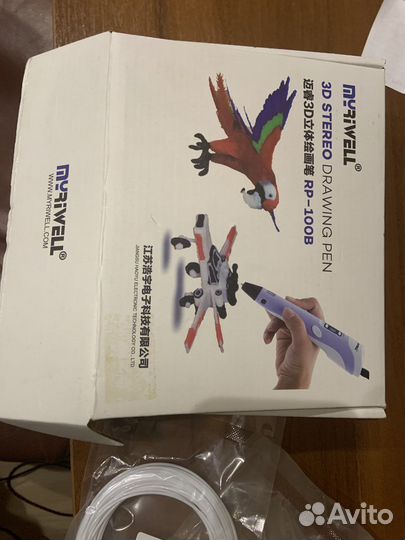 MYRIWELL®
3D STEREO DRAWING PEN
迈睿3D立体绘画笔 RP-100B
MYRIWELL®
WWW.MYRIWELL.COM
江苏浩宇电子科技有限公司
JIANGSU HAOYU ELECTRONIC TECHNOLOGY CO., LTD
Avito